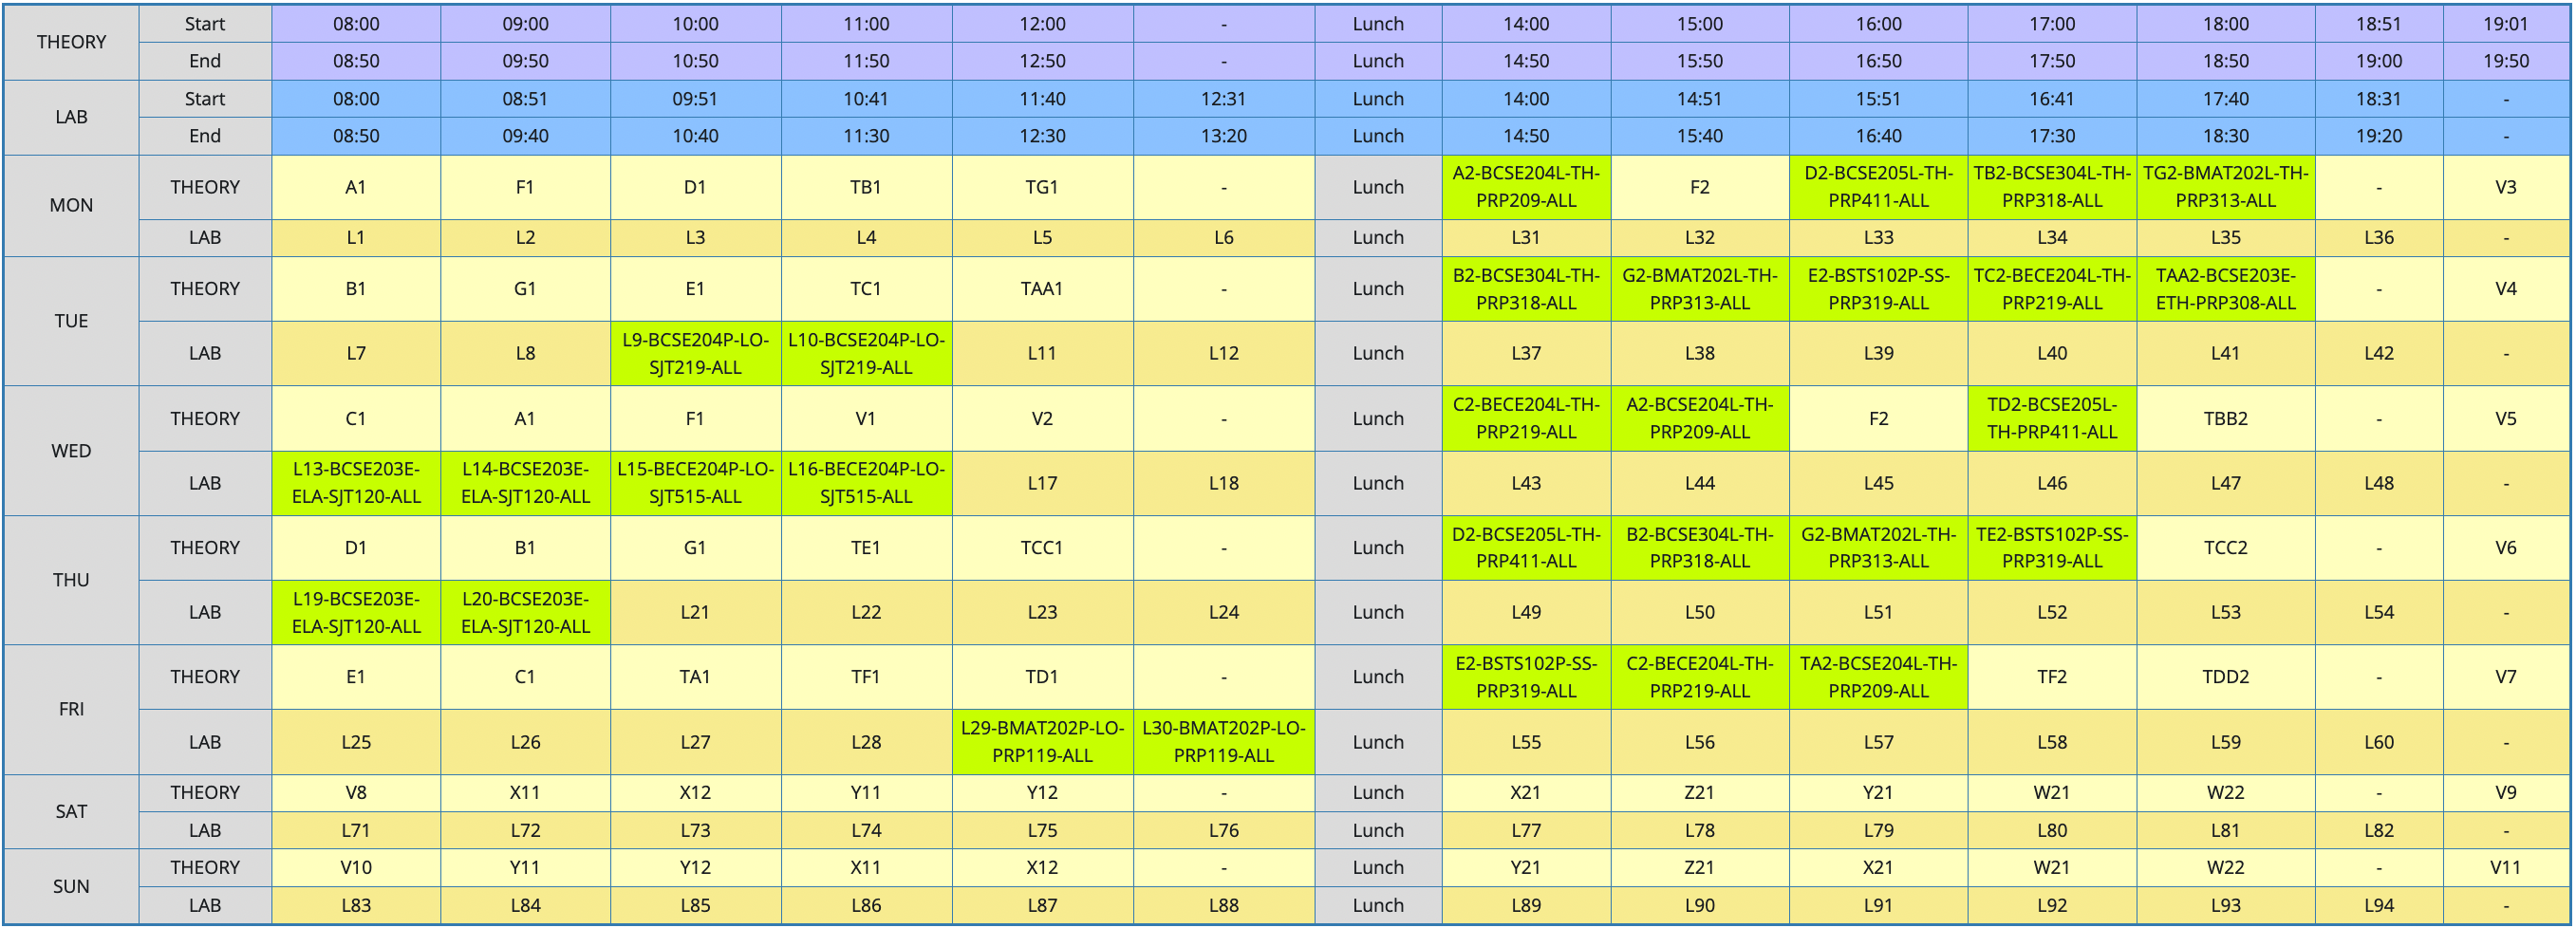 THEORY Start 08:00 09:00 10:00 11:00 12:00 - Lunch 14:00 15:00 16:00 17:00 18:00 18:51 19:01
End 08:50 09:50 10:50 11:50 12:50 - Lunch 14:50 15:50 16:50 17:50 18:50 19:00 19:50
LAB Start 08:00 08:51 09:51 10:41 11:40 12:31 Lunch 14:00 14:51 15:51 16:41 17:40 18:31 -
End 08:50 09:40 10:40 11:30 12:30 13:20 Lunch 14:50 15:40 16:40 17:30 18:30 19:20 -
MON THEORY A1 F1 D1 TB1 TG1 - Lunch A2-BCSE204L-TH-PRP209-ALL F2 D2-BCSE205L-TH-PRP411-ALL TB2-BCSE304L-TH-PRP318-ALL TG2-BMAT202L-TH-PRP313-ALL - V3
LAB L1 L2 L3 L4 L5 L6 Lunch L31 L32 L33 L34 L35 L36 -
TUE THEORY B1 G1 E1 TC1 TAA1 - Lunch B2-BCSE304L-TH-PRP318-ALL G2-BMAT202L-TH-PRP313-ALL E2-BSTS102P-SS-PRP319-ALL TC2-BECE204L-TH-PRP219-ALL TAA2-BCSE203E-ETH-PRP308-ALL - V4
LAB L7 L8 L9-BCSE204P-LO-SJT219-ALL L10-BCSE204P-LO-SJT219-ALL L11 L12 Lunch L37 L38 L39 L40 L41 L42 -
WED THEORY C1 A1 F1 V1 V2 - Lunch C2-BECE204L-TH-PRP219-ALL A2-BCSE204L-TH-PRP209-ALL F2 TD2-BCSE205L-TH-PRP411-ALL TBB2 - V5
LAB L13-BCSE203E-ELA-SJT120-ALL L14-BCSE203E-ELA-SJT120-ALL L15-BECE204P-LO-SJT515-ALL L16-BECE204P-LO-SJT515-ALL L17 L18 Lunch L43 L44 L45 L46 L47 L48 -
THU THEORY D1 B1 G1 TE1 TCC1 - Lunch D2-BCSE205L-TH-PRP411-ALL B2-BCSE304L-TH-PRP318-ALL G2-BMAT202L-TH-PRP313-ALL TE2-BSTS102P-SS-PRP319-ALL TCC2 - V6
LAB L19-BCSE203E-ELA-SJT120-ALL L20-BCSE203E-ELA-SJT120-ALL L21 L22 L23 L24 Lunch L49 L50 L51 L52 L53 L54 -
FRI THEORY E1 C1 TA1 TF1 TD1 - Lunch E2-BSTS102P-SS-PRP319-ALL C2-BECE204L-TH-PRP219-ALL TA2-BCSE204L-TH-PRP209-ALL TF2 TDD2 - V7
LAB L25 L26 L27 L28 L29-BMAT202P-LO-PRP119-ALL L30-BMAT202P-LO-PRP119-ALL Lunch L55 L56 L57 L58 L59 L60 -
SAT THEORY V8 X11 X12 Y11 Y12 - Lunch X21 Z21 Y21 W21 W22 - V9
LAB L71 L72 L73 L74 L75 L76 Lunch L77 L78 L79 L80 L81 L82 -
SUN THEORY V10 Y11 Y12 X11 X12 - Lunch Y21 Z21 X21 W21 W22 - V11
LAB L83 L84 L85 L86 L87 L88 Lunch L89 L90 L91 L92 L93 L94 -